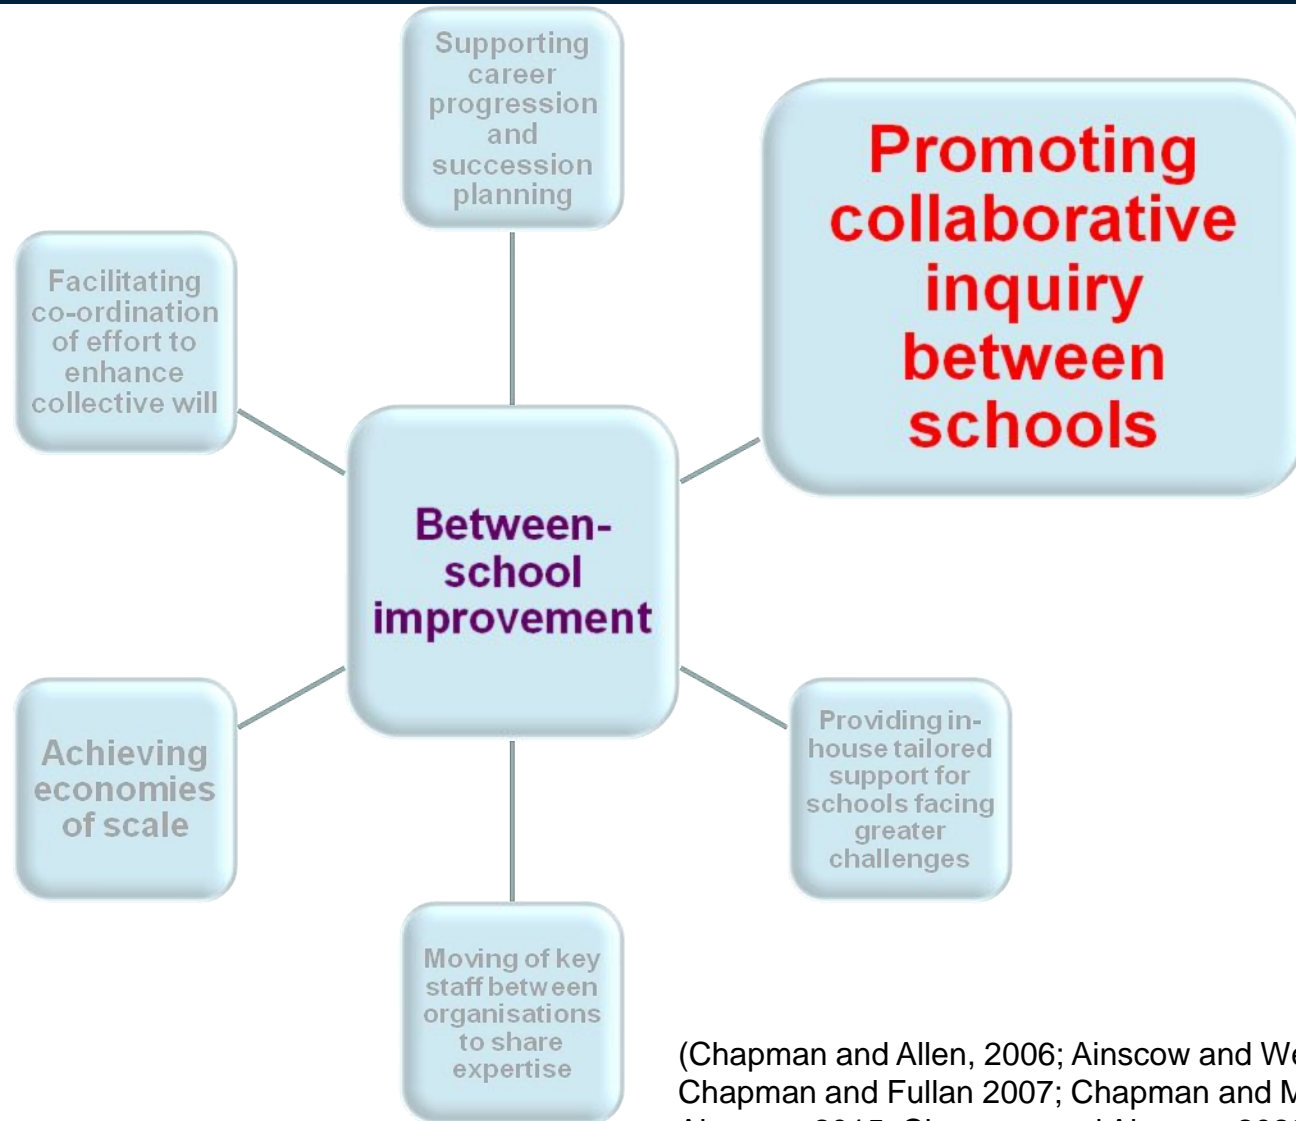 Supporting
career
progression
and
succession
planning
Promoting
collaborative
inquiry
between
schools
Facilitating
co-ordination
of effort to
enhance
collective will
Between-
school
improvement
Achieving
economies
of scale
Providing in-
house tailored
support for
schools facing
greater
challenges
Moving of key
staff between
organisations
to share
expertise
(Chapman and Allen, 2006; Ainscow and
Chapman and Fullan 2007; Chapman and